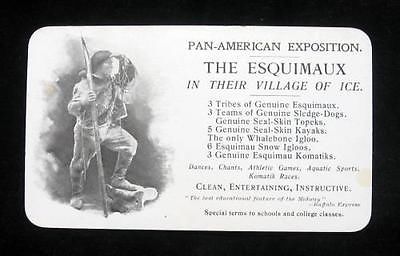 PAN-AMERICAN EXPOSITION.
THE ESQUIMAUX
IN THEIR VILLAGE OF ICE.
3 Tribes of Genuine Esquimaux.
3 Teams of Genuine Sledge-Dogs.
Genuine Seal-Skin Topeks.
5 Genuine Seal-Skin Kayaks.
The only Whalebone Igloo.
6 Esquimau Snow Igloos.
3 Genuine Esquimau Komatiks.
Dances, Chants, Athletic Games, Aquatic Sports.
Komatik Races.
CLEAN, ENTERTAINING, INSTRUCTIVE.
"The best educational feature of the Midway"
—Buffalo Express
Special terms to schools and college classes.